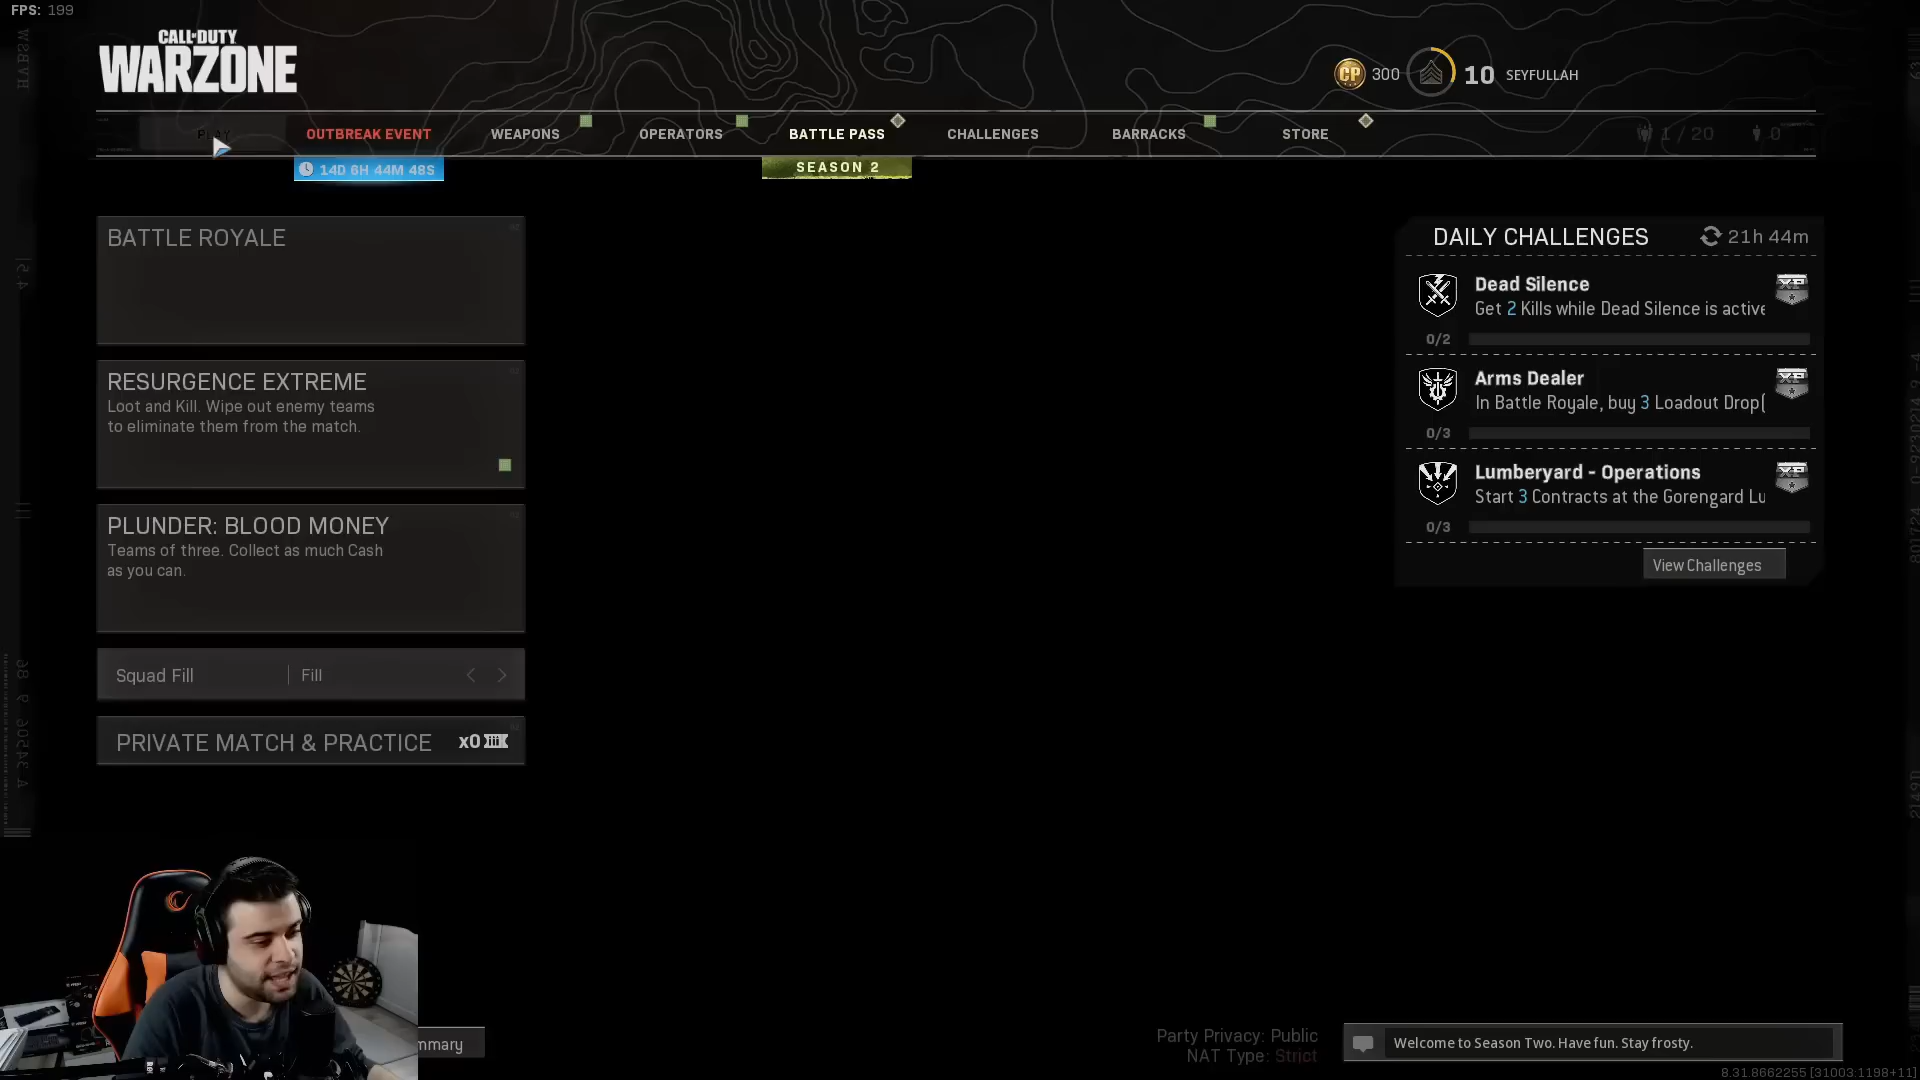 FPS: 199
CALL OF DUTY
WARZONE
CP 300
10 SEYFULLAH
PLAY
OUTBREAK EVENT
WEAPONS
OPERATORS
BATTLE PASS
CHALLENGES
BARRACKS
STORE
1 / 20
0
14D 6H 44M 48S
SEASON 2
BATTLE ROYALE
RESURGENCE EXTREME
Loot and Kill. Wipe out enemy teams
to eliminate them from the match.
PLUNDER: BLOOD MONEY
Teams of three. Collect as much Cash
as you can.
Squad Fill
Fill
PRIVATE MATCH & PRACTICE
x0
DAILY CHALLENGES
21h 44m
Dead Silence
XP
Get 2 Kills while Dead Silence is active
0/2
Arms Dealer
XP
In Battle Royale, buy 3 Loadout Drop(
0/3
Lumberyard - Operations
XP
Start 3 Contracts at the Gorengard Lu
0/3
View Challenges
mmary
Party Privacy: Public
NAT Type: Strict
Welcome to Season Two. Have fun. Stay frosty.
8.31.8662255 [31003:1198+11]